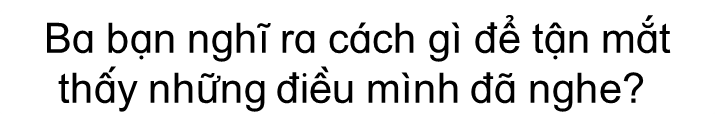 Ba bạn nghĩ ra cách gì để tận mắt
thấy những điều mình đã nghe?